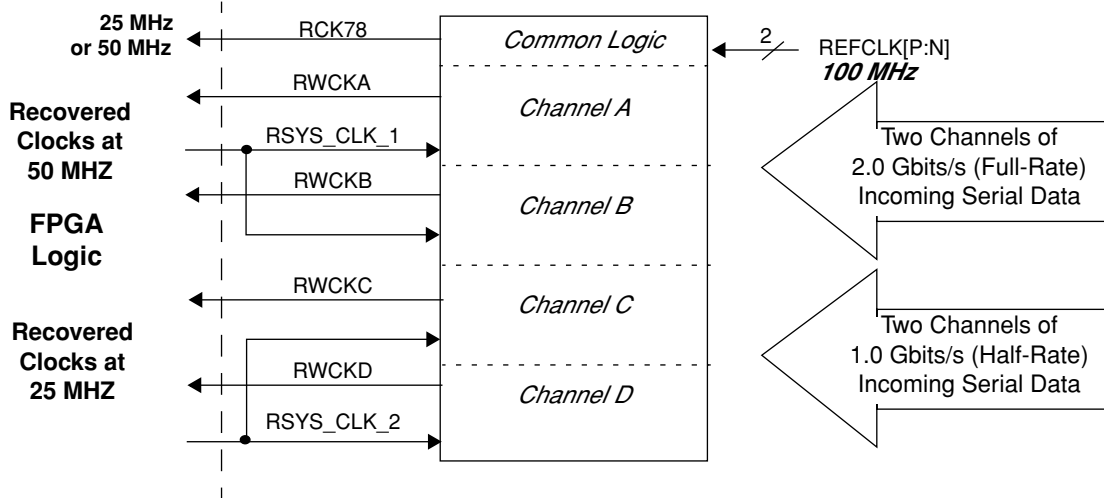 25 MHz
or 50 MHz
RCK78
Common Logic
2
REFCLK[P:N]
100 MHz
RWCKA
Channel A
Recovered
Clocks at
50 MHZ
RSYS_CLK_1
Two Channels of
2.0 Gbits/s (Full-Rate)
Incoming Serial Data
RWCKB
Channel B
FPGA
Logic
RWCKC
Channel C
Recovered
Clocks at
25 MHZ
Two Channels of
1.0 Gbits/s (Half-Rate)
Incoming Serial Data
RWCKD
Channel D
RSYS_CLK_2